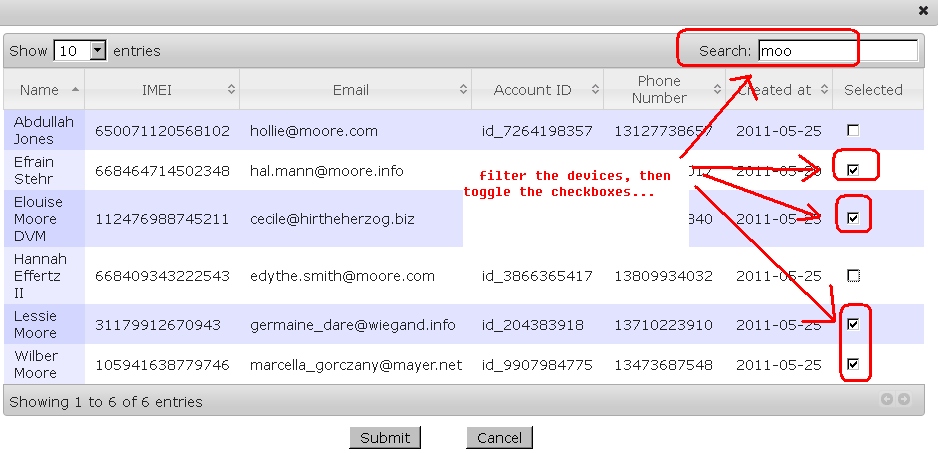 Show 10 entries Search: moo
Name IMEI Email Account ID Phone Number Created at Selected
Abdullah Jones 650071120568102 hollie@moore.com id_7264198357 13127738657 2011-05-25
Efrain Stehr 668464714502348 hal.mann@moore.info 2011-05-25
filter the devices, then
toggle the checkboxes...
Elouise Moore DVM 112476988745211 cecile@hirtheherzog.biz 840 2011-05-25
Hannah Effertz II 668409343222543 edythe.smith@moore.com id_3866365417 13809934032 2011-05-25
Lessie Moore 31179912670943 germaine_dare@wiegand.info id_204383918 13710223910 2011-05-25
Wilber Moore 105941638779746 marcella_gorczany@mayer.net id_9907984775 13473687548 2011-05-25
Showing 1 to 6 of 6 entries
Submit Cancel